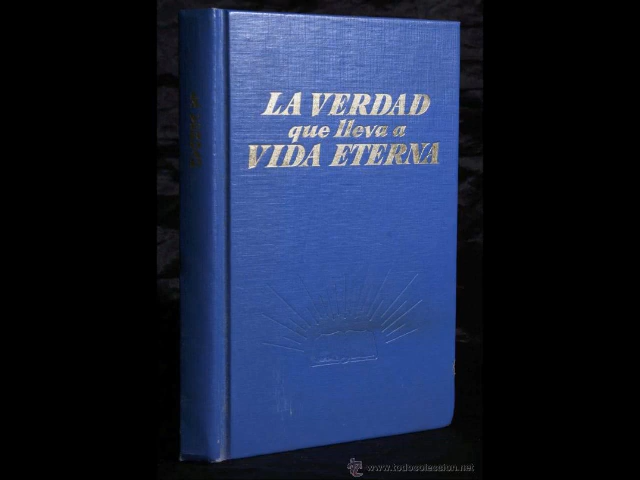 LA VERDAD
que lleva a
VIDA ETERNA
www.todocoleccion.net